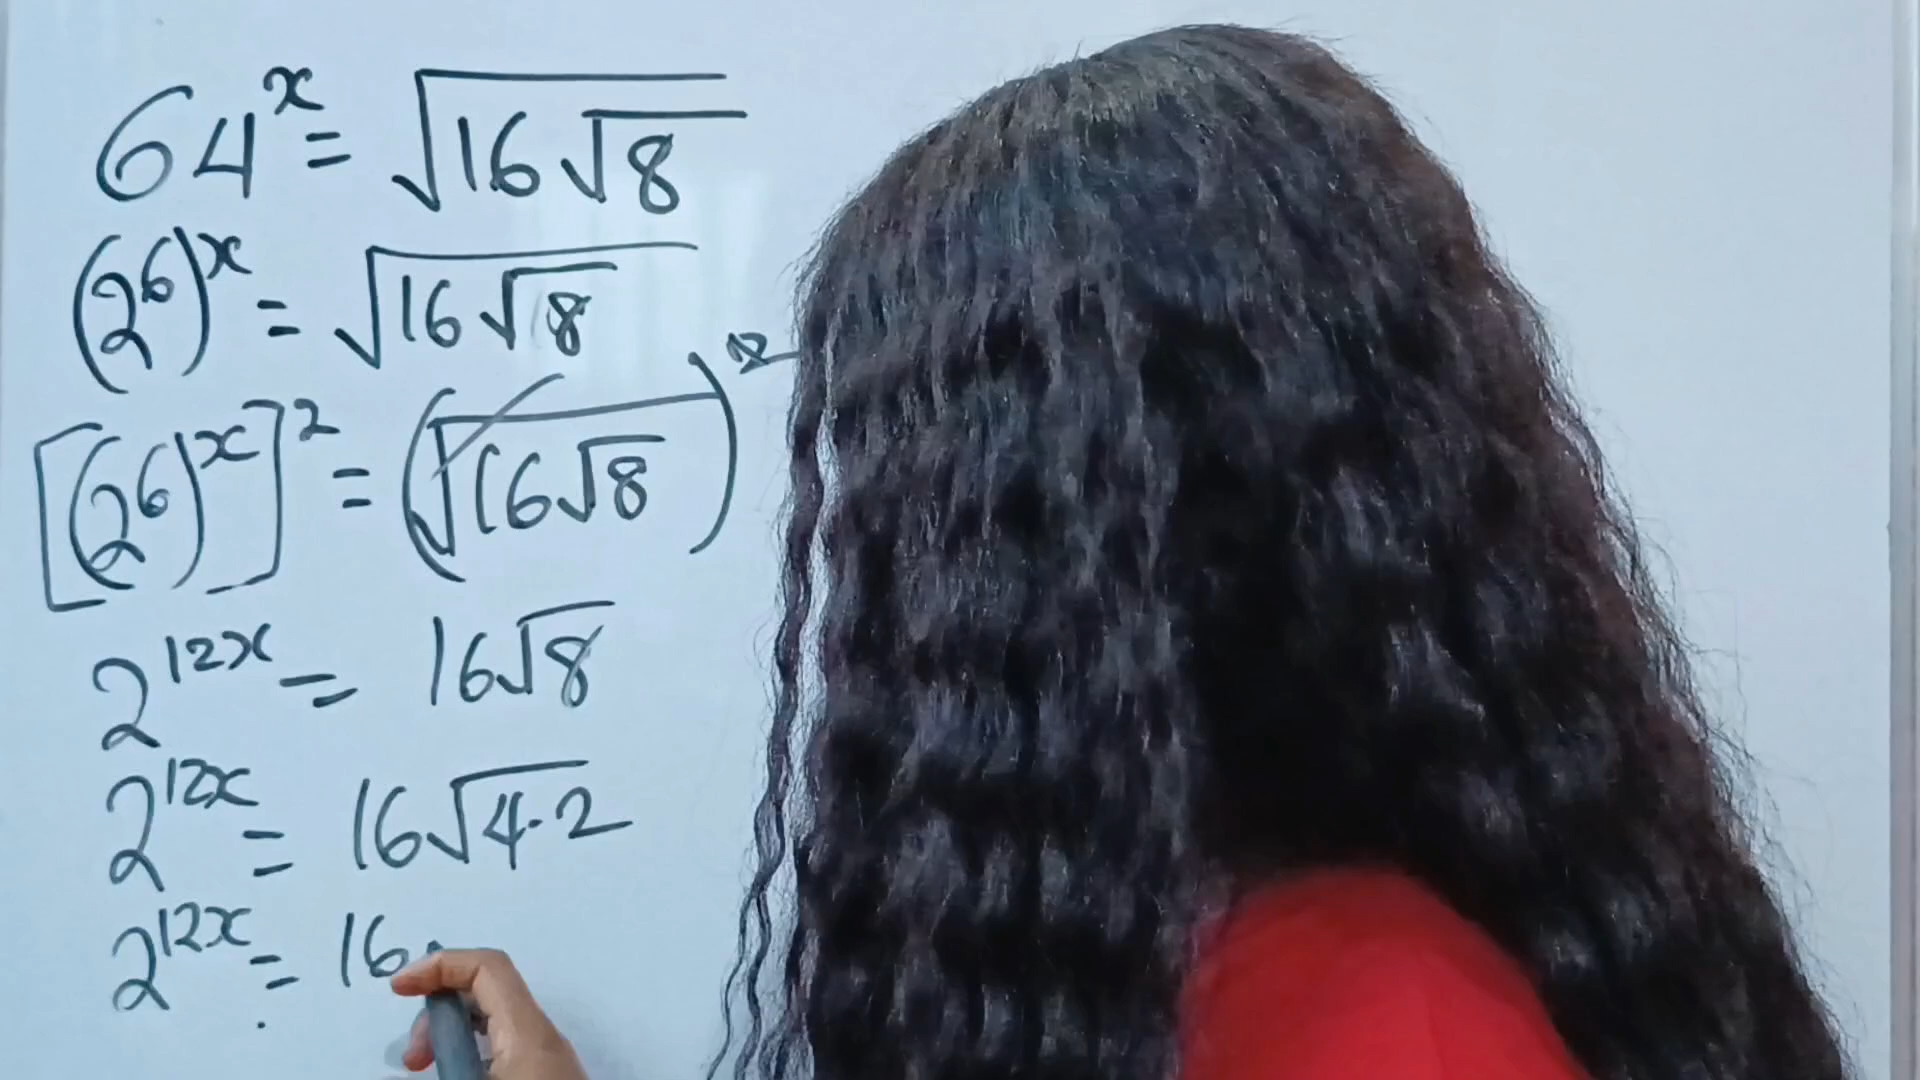 64^x = √(16√8)
(2^6)^x = √(16√8)
[(2^6)^x]^2 = (√(16√8))^2
2^12x = 16√8
2^12x = 16√4·2
2^12x = 16